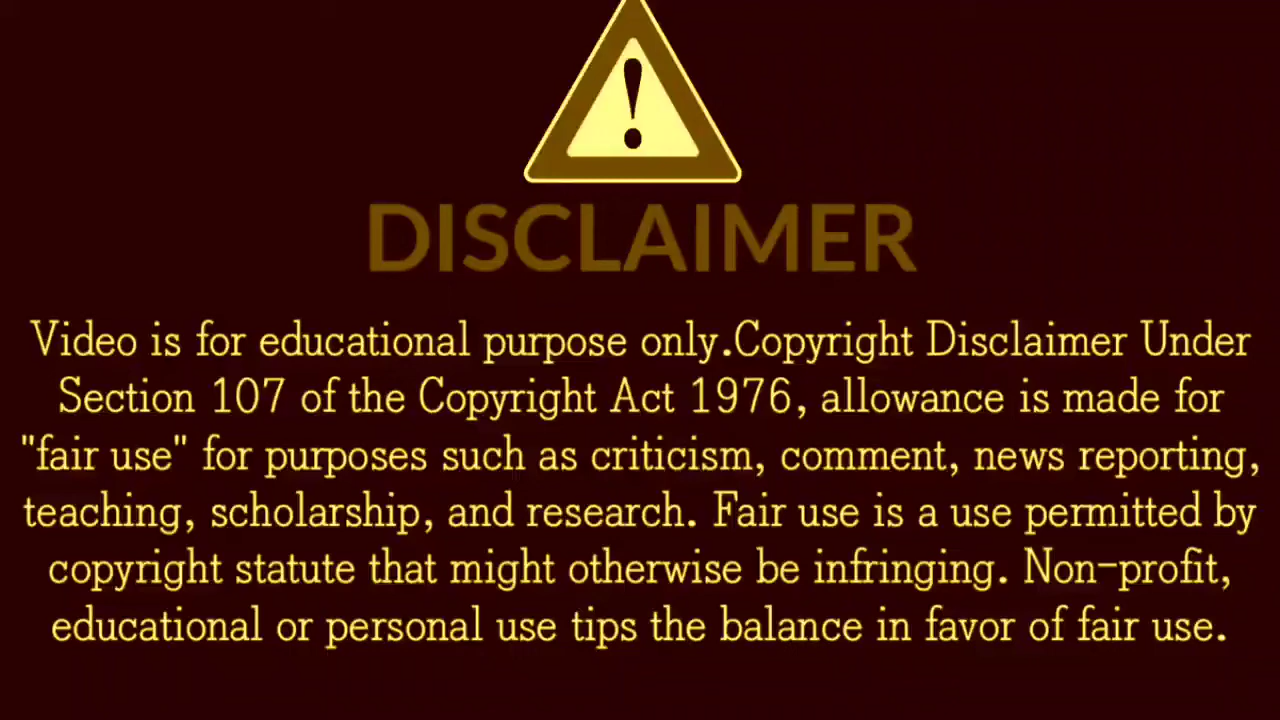 DISCLAIMER
Video is for educational purpose only.Copyright Disclaimer Under
Section 107 of the Copyright Act 1976, allowance is made for
"fair use" for purposes such as criticism, comment, news reporting,
teaching, scholarship, and research. Fair use is a use permitted by
copyright statute that might otherwise be infringing. Non-profit,
educational or personal use tips the balance in favor of fair use.